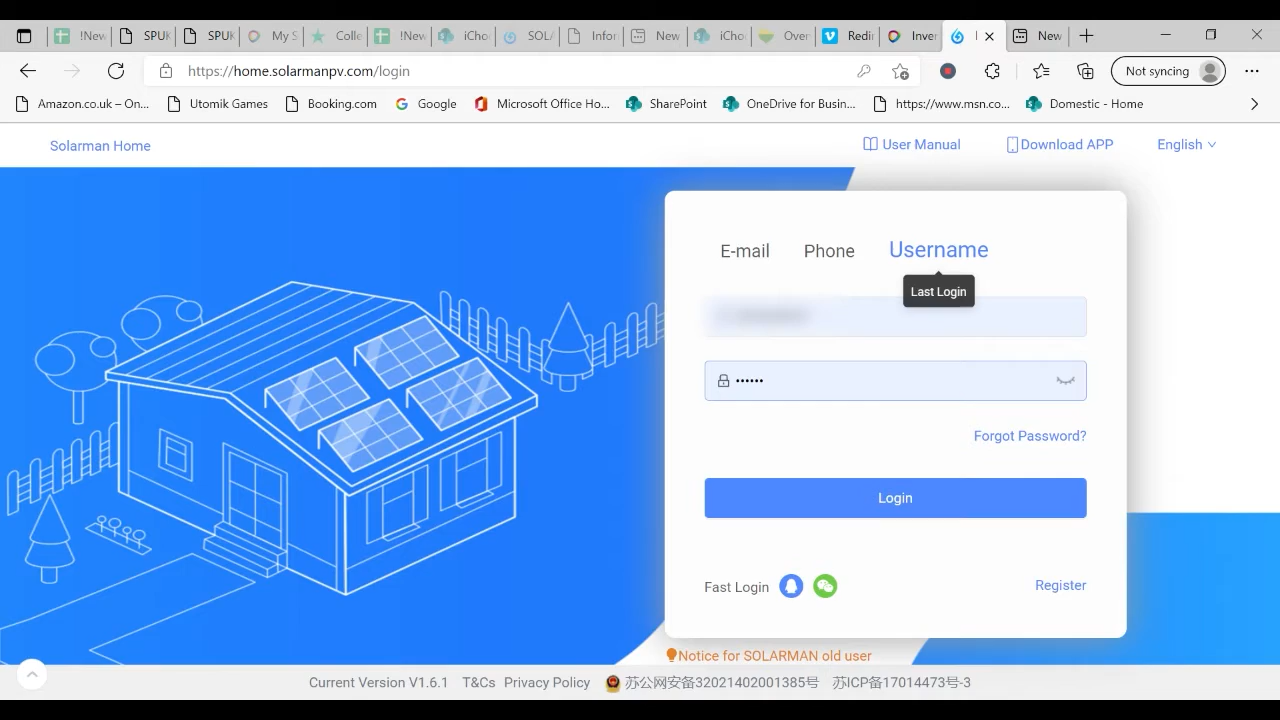 !New
SPUK
SPUK
My S
Colle
!New
iCho
SOLA
Infor
New
iCho
Over
Redir
Inver
New
https://home.solarmanpv.com/login
Not syncing
Amazon.co.uk – On...
Utomik Games
Booking.com
Google
Microsoft Office Ho...
SharePoint
OneDrive for Busin...
https://www.msn.co...
Domestic - Home
Solarman Home
User Manual
Download APP
English
E-mail
Phone
Username
Last Login
••••••
Forgot Password?
Login
Fast Login
Register
Notice for SOLARMAN old user
Current Version V1.6.1 T&Cs Privacy Policy 苏公网安备32021402001385号 苏ICP备17014473号-3